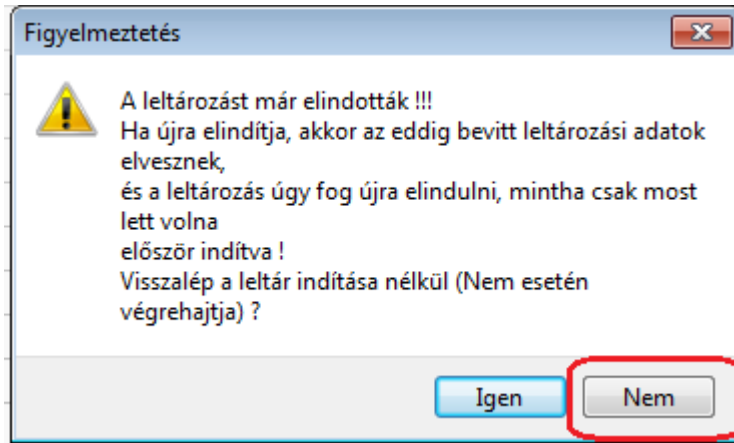 Figyelmeztetés
A leltározást már elindották !!!
Ha újra elindítja, akkor az eddig bevitt leltározási adatok
elvesznek,
és a leltározás úgy fog újra elindulni, mintha csak most
lett volna
először indítva !
Visszalép a leltár indítása nélkül (Nem esetén
végrehajtja) ?
Igen
Nem